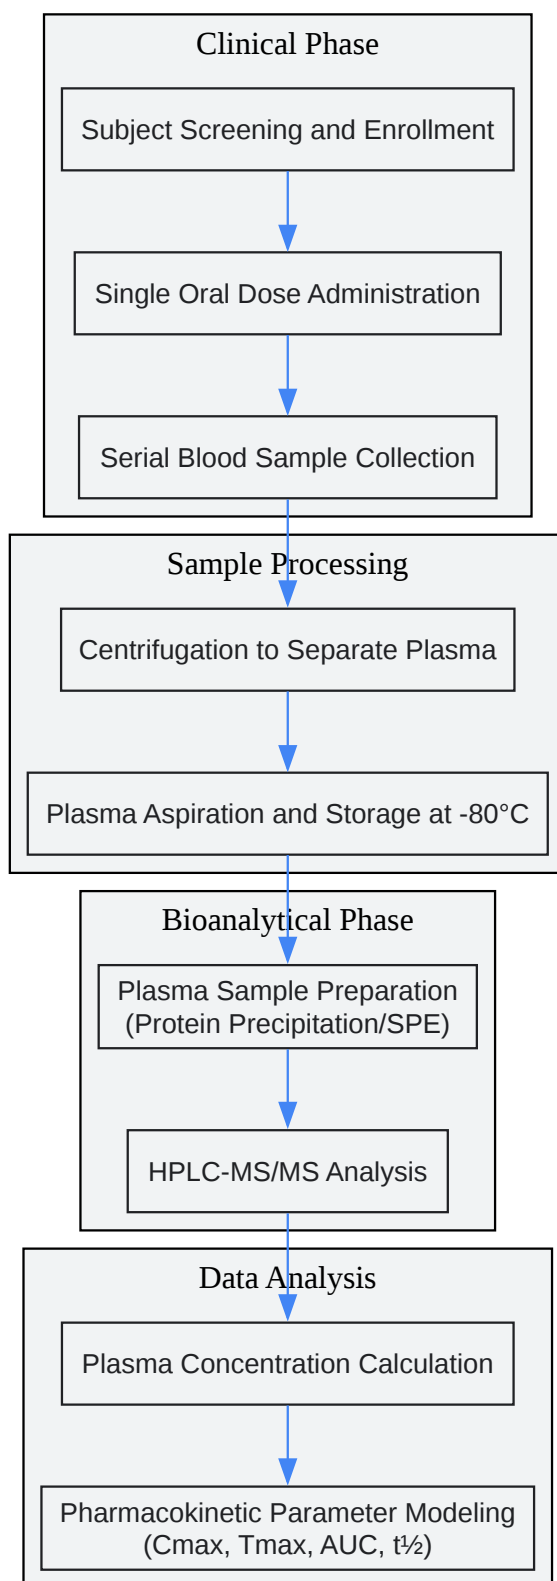 Clinical Phase
Subject Screening and Enrollment
Single Oral Dose Administration
Serial Blood Sample Collection
Sample Processing
Centrifugation to Separate Plasma
Plasma Aspiration and Storage at -80°C
Bioanalytical Phase
Plasma Sample Preparation
(Protein Precipitation/SPE)
HPLC-MS/MS Analysis
Data Analysis
Plasma Concentration Calculation
Pharmacokinetic Parameter Modeling
(Cmax, Tmax, AUC, t½)